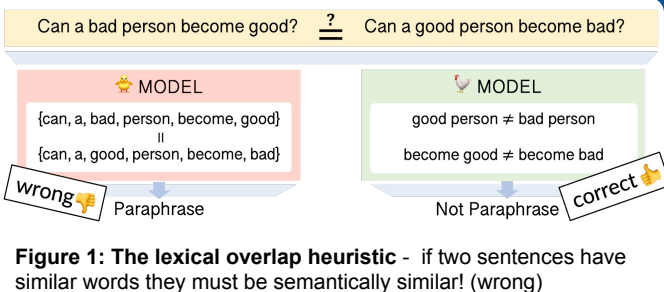 Can a bad person become good? ≟ Can a good person become bad?
MODEL
{can, a, bad, person, become, good}
=
{can, a, good, person, become, bad}
wrong
Paraphrase
MODEL
good person ≠ bad person
become good ≠ become bad
correct
Not Paraphrase
Figure 1: The lexical overlap heuristic - if two sentences have
similar words they must be semantically similar! (wrong)